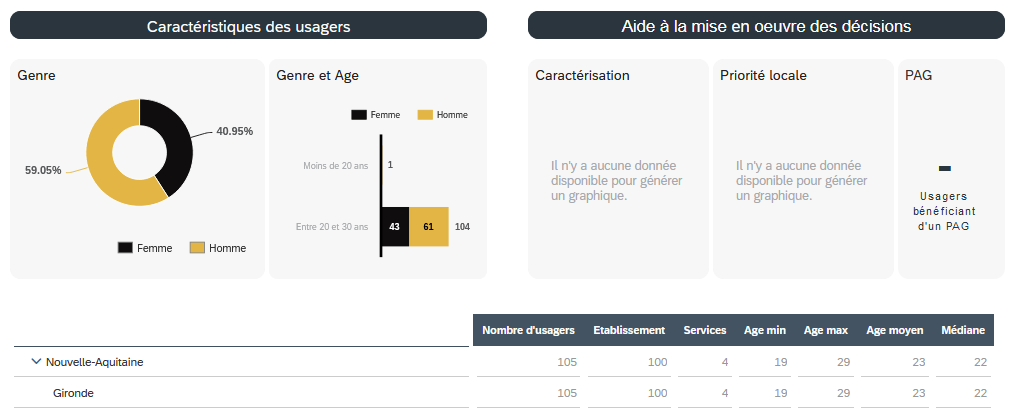 Caractéristiques des usagers
Aide à la mise en oeuvre des décisions
Genre
40.95%
59.05%
Femme Homme
Genre et Age
Femme Homme
Moins de 20 ans 1
Entre 20 et 30 ans 43 61 104
Caractérisation
Il n'y a aucune donnée
disponible pour générer
un graphique.
Priorité locale
Il n'y a aucune donnée
disponible pour générer
un graphique.
PAG
-
Usagers
bénéficiant
d'un PAG
Nombre d'usagers Etablissement Services Age min Age max Age moyen Médiane
Nouvelle-Aquitaine 105 100 4 19 29 23 22
Gironde 105 100 4 19 29 23 22